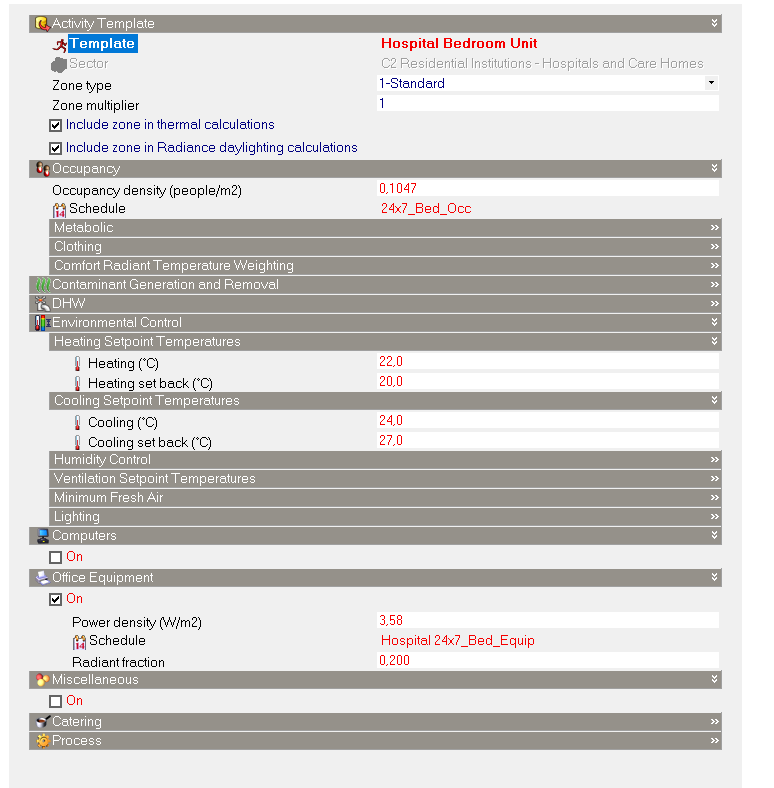 Activity Template
Template Hospital Bedroom Unit
Sector C2 Residential Institutions - Hospitals and Care Homes
Zone type 1-Standard
Zone multiplier 1
Include zone in thermal calculations
Include zone in Radiance daylighting calculations
Occupancy
Occupancy density (people/m2) 0,1047
14 Schedule 24x7_Bed_Occ
Metabolic
Clothing
Comfort Radiant Temperature Weighting
Contaminant Generation and Removal
DHW
Environmental Control
Heating Setpoint Temperatures
Heating (°C) 22,0
Heating set back (°C) 20,0
Cooling Setpoint Temperatures
Cooling (°C) 24,0
Cooling set back (°C) 27,0
Humidity Control
Ventilation Setpoint Temperatures
Minimum Fresh Air
Lighting
Computers
On
Office Equipment
On
Power density (W/m2) 3,58
14 Schedule Hospital 24x7_Bed_Equip
Radiant fraction 0,200
Miscellaneous
On
Catering
Process